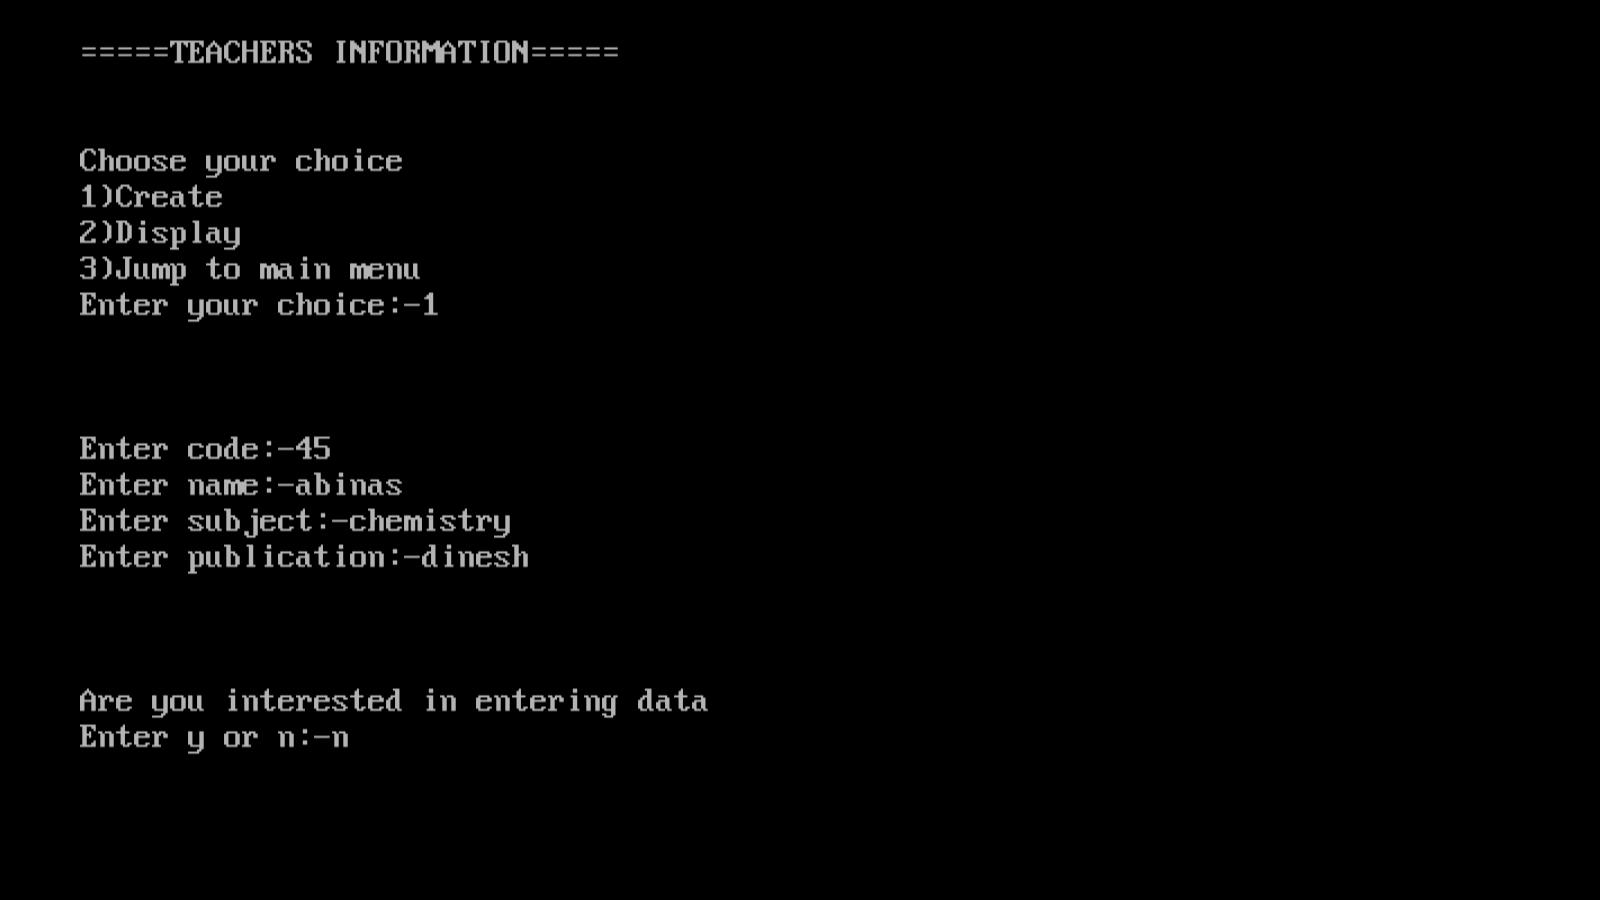 =====TEACHERS INFORMATION=====
Choose your choice
1)Create
2)Display
3)Jump to main menu
Enter your choice:-1
Enter code:-45
Enter name:-abinas
Enter subject:-chemistry
Enter publication:-dinesh
Are you interested in entering data
Enter y or n:-n